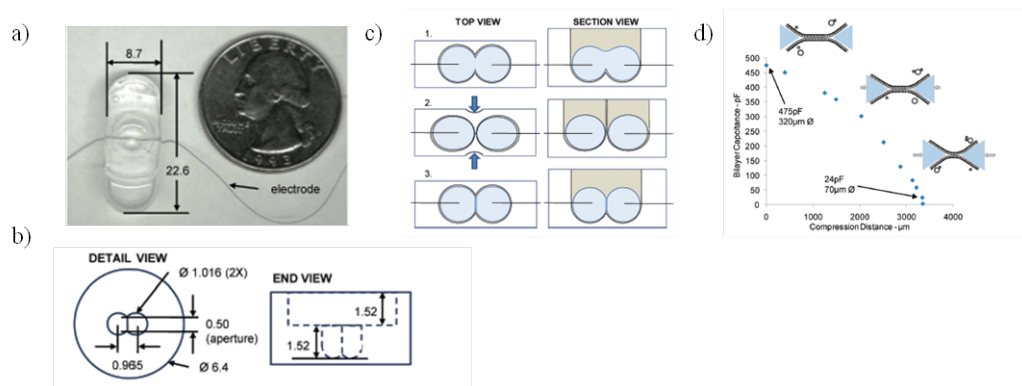 a)
8.7
22.6
electrode
LIBERTY
1993
b)
DETAIL VIEW
Ø 1.016 (2X)
0.50
(aperture)
0.965
Ø 6.4
END VIEW
1.52
1.52
c)
TOP VIEW
SECTION VIEW
1.
2.
3.
d)
Bilayer Capcitance - pF
500
450
400
350
300
250
200
150
100
50
0
475pF
320µm Ø
24pF
70µm Ø
0
1000
2000
3000
4000
Compression Distance - µm